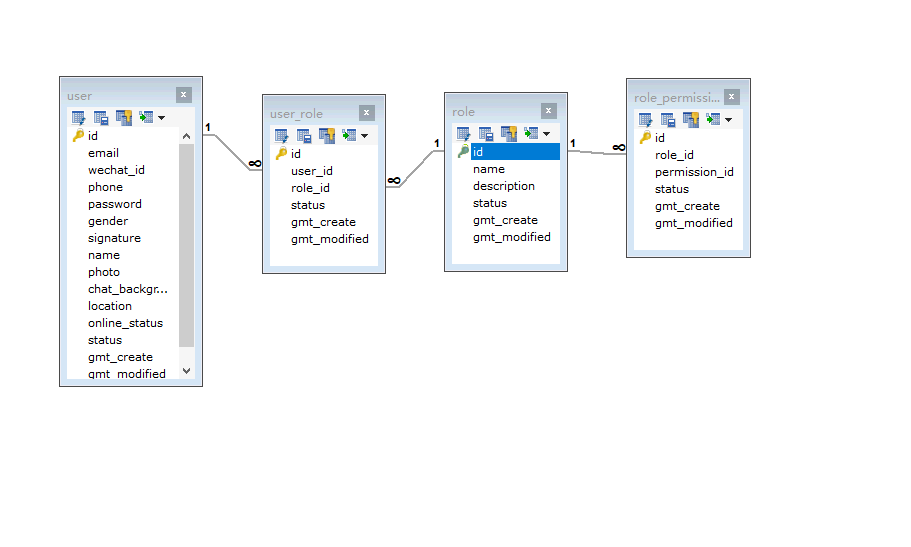 user
id
email
wechat_id
phone
password
gender
signature
name
photo
chat_backgr...
location
online_status
status
gmt_create
gmt_modified
1
∞
user_role
id
user_id
role_id
status
gmt_create
gmt_modified
∞
1
role
id
name
description
status
gmt_create
gmt_modified
1
∞
role_permissi...
id
role_id
permission_id
status
gmt_create
gmt_modified